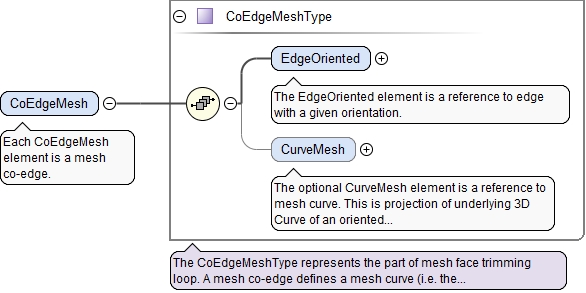 CoEdgeMeshType
EdgeOriented
The EdgeOriented element is a reference to edge
with a given orientation.
CoEdgeMesh
Each CoEdgeMesh
element is a mesh
co-edge.
CurveMesh
The optional CurveMesh element is a reference to
mesh curve. This is projection of underlying 3D
Curve of an oriented...
The CoEdgeMeshType represents the part of mesh face trimming
loop. A mesh co-edge defines a mesh curve (i.e. the...